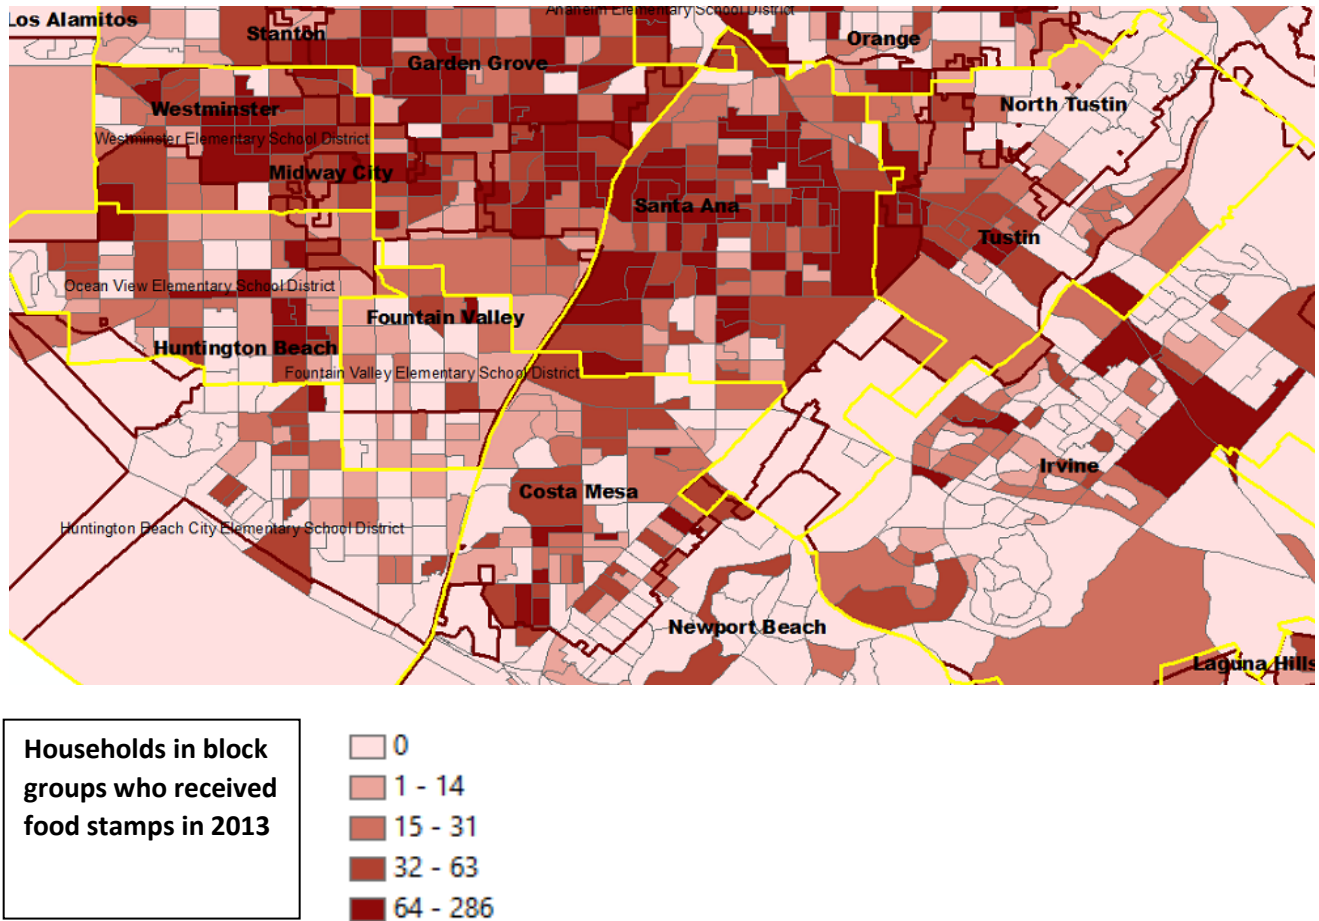 Anaheim Elementary School District
Los Alamitos
Stanton
Orange
Garden Grove
North Tustin
Westminster
Westminster Elementary School District
Midway City
Santa Ana
Tustin
Ocean View Elementary School District
Fountain Valley
Huntington Beach
Fountain Valley Elementary School District
Irvine
Costa Mesa
Huntington Beach City Elementary School District
Newport Beach
Laguna Hills
Households in block
groups who received
food stamps in 2013
0
1 - 14
15 - 31
32 - 63
64 - 286